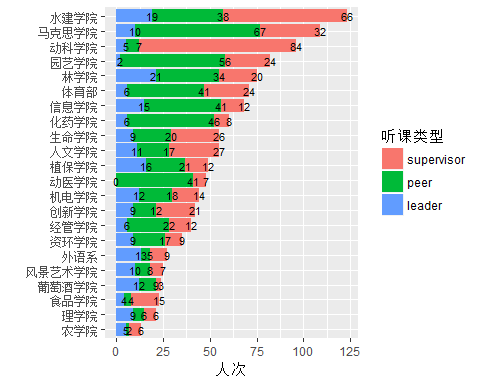 水建学院 19 38 66
马克思学院 10 67 32
动科学院 5 7 84
园艺学院 2 56 24
林学院 21 34 20
体育部 6 41 24
信息学院 15 41 12
化药学院 6 46 8
生命学院 9 20 26
人文学院 11 17 27
植保学院 16 21 12
动医学院 0 41 7
机电学院 12 18 14
创新学院 9 12 21
经管学院 6 22 12
资环学院 9 17 9
外语系 13 5 9
风景艺术学院 10 8 7
葡萄酒学院 12 9 3
食品学院 4 4 15
理学院 9 6 6
农学院 5 2 6
0 25 50 75 100 125
人次
听课类型
supervisor
peer
leader